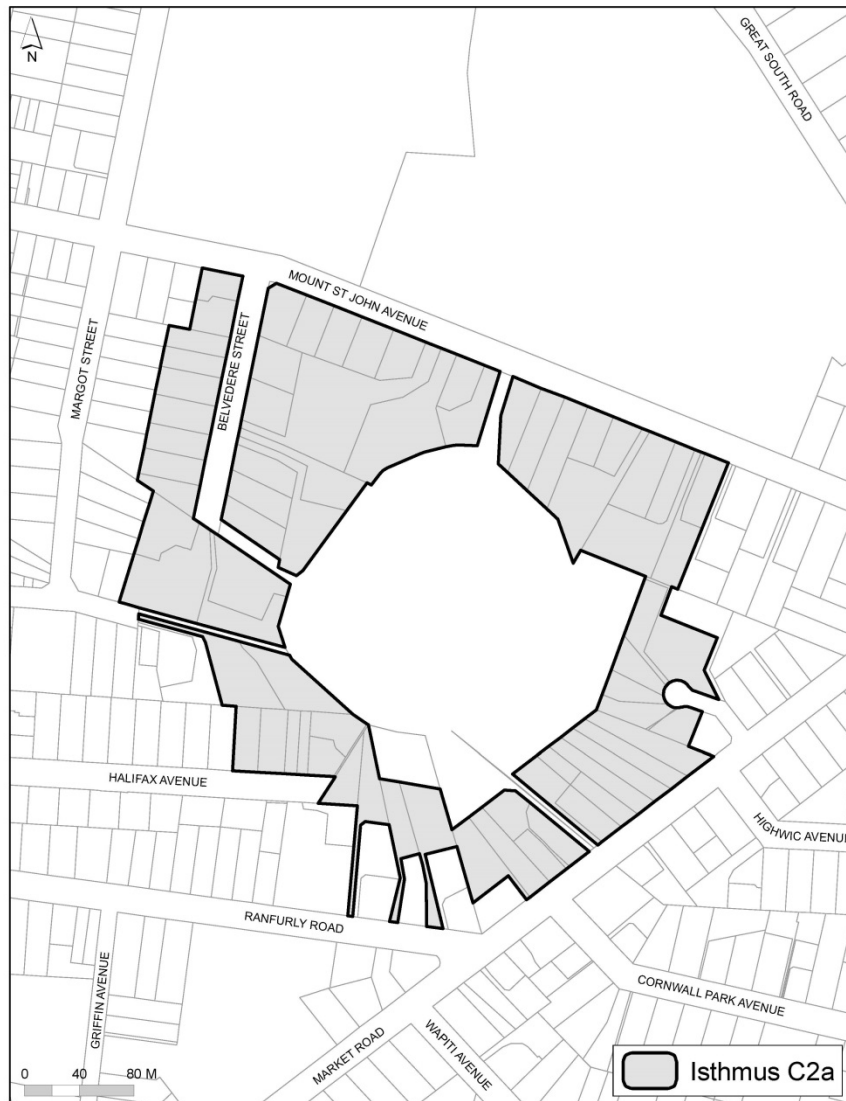 N
GREAT SOUTH ROAD
MOUNT ST JOHN AVENUE
BELVEDERE STREET
MARGOT STREET
HALIFAX AVENUE
HIGHWIC AVENUE
RANFURLY ROAD
GRIFFIN AVENUE
CORNWALL PARK AVENUE
MARKET ROAD
WAPITI AVENUE
0 40 80 M
Isthmus C2a